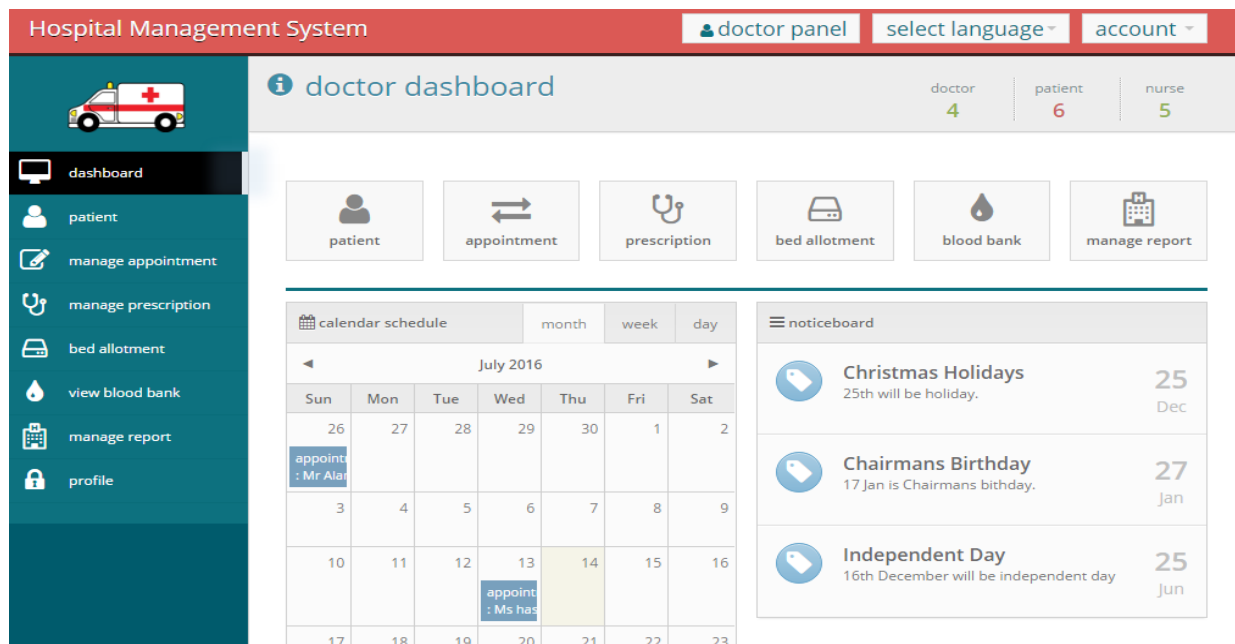 Hospital Management System
doctor panel
select language
account
doctor dashboard
doctor
4
patient
6
nurse
5
dashboard
patient
manage appointment
manage prescription
bed allotment
view blood bank
manage report
profile
patient
appointment
prescription
bed allotment
blood bank
manage report
calendar schedule
month
week
day
July 2016
Sun Mon Tue Wed Thu Fri Sat
26 27 28 29 30 1 2
: Mr
3 4 5 6 7 8 9
10 11 12 13 14 15 16
appoint
: Ms has
17 18 19 20 21 22 23
noticeboard
Christmas Holidays
25th will be holiday.
25
Dec
Chairmans Birthday
17 Jan is Chairmans bithday.
27
Jan
Independent Day
16th December will be independent day
25
Jun